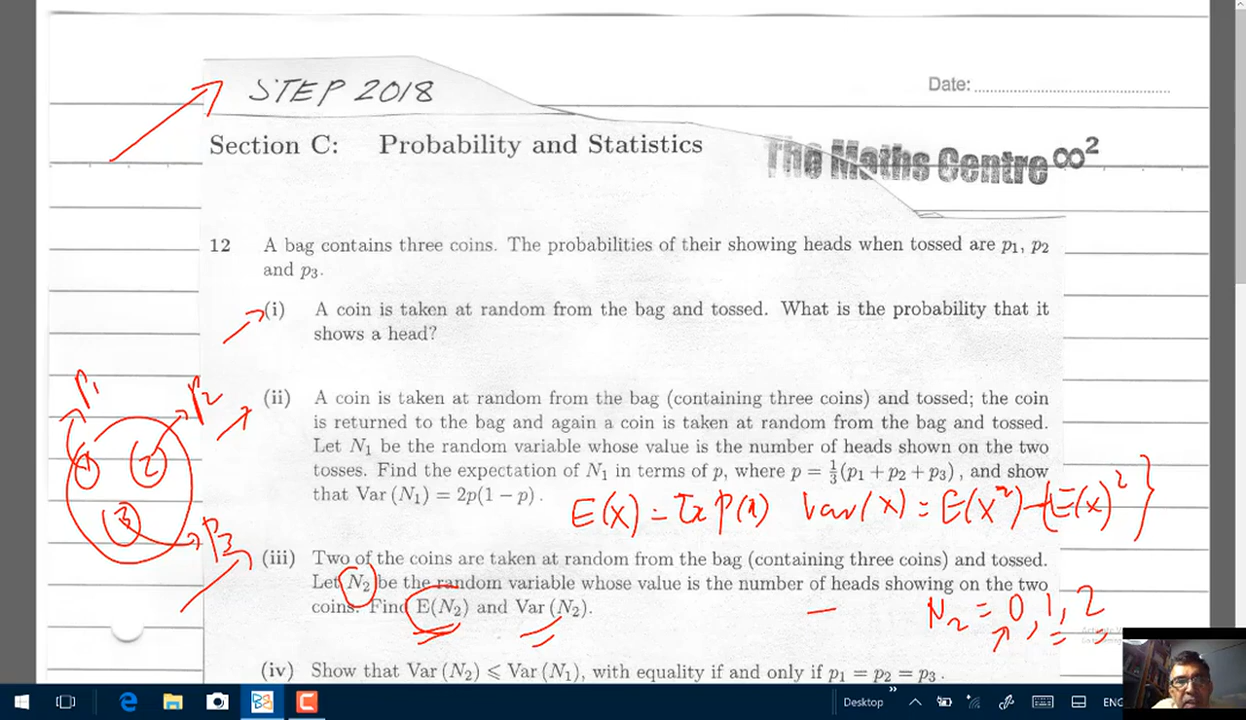 STEP 2018
Date:
Section C: Probability and Statistics
The Maths Centre ∞²
12 A bag contains three coins. The probabilities of their showing heads when tossed are p₁, p₂
and p₃.
(i) A coin is taken at random from the bag and tossed. What is the probability that it
shows a head?
p₁
p₂
(ii) A coin is taken at random from the bag (containing three coins) and tossed; the coin
is returned to the bag and again a coin is taken at random from the bag and tossed.
Let N₁ be the random variable whose value is the number of heads shown on the two
1 2
tosses. Find the expectation of N₁ in terms of p, where p = ⅓(p₁ + p₂ + p₃), and show
that Var (N₁) = 2p(1 − p).
E(X) = Σx P(x) Var(X) = E(X²) − {E(X)²}
3
p₃
(iii) Two of the coins are taken at random from the bag (containing three coins) and tossed.
Let N₂ be the random variable whose value is the number of heads showing on the two
coins. Find E(N₂) and Var (N₂).
N₂ = 0, 1, 2
(iv) Show that Var (N₂) ⩽ Var (N₁), with equality if and only if p₁ = p₂ = p₃.
Desktop
ENG